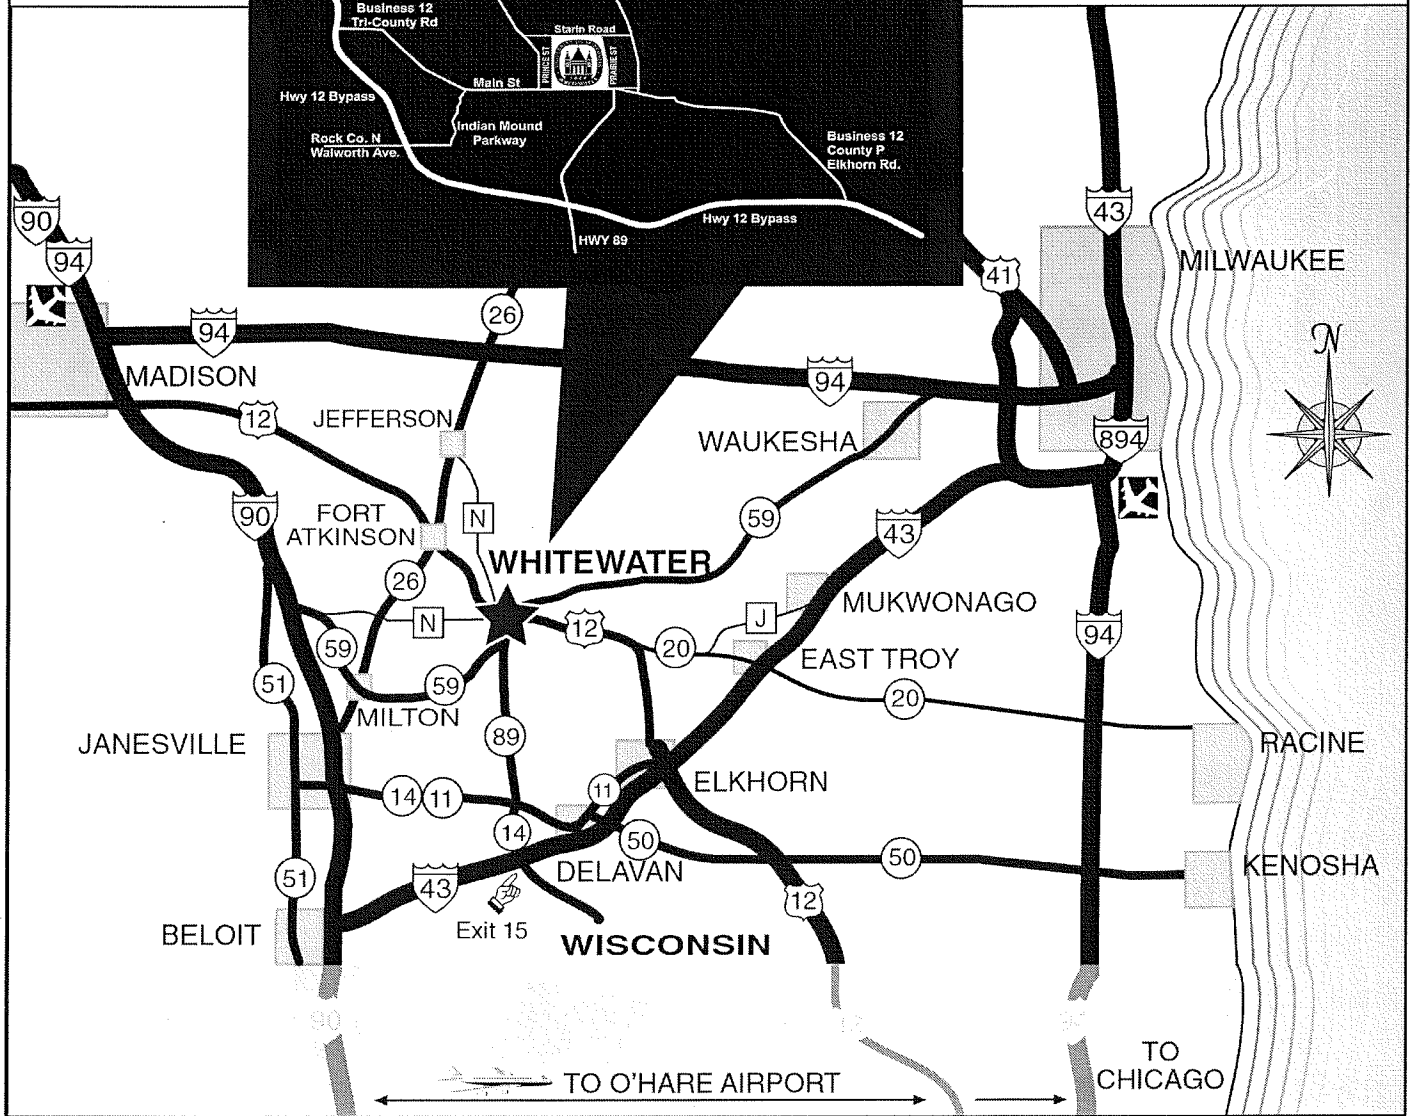 Business 12
Tri-County Rd
Starin Road
PRINCE ST
PRAIRIE ST
Main St
Hwy 12 Bypass
Indian Mound
Parkway
Rock Co. N
Walworth Ave.
Business 12
County P
Elkhorn Rd.
Hwy 12 Bypass
HWY 89
90
94
43
41
MILWAUKEE
26
94
N
94
MADISON
12
JEFFERSON
WAUKESHA
894
90
FORT
ATKINSON
N
59
43
WHITEWATER
26
N
12
J
MUKWONAGO
94
59
20
EAST TROY
51
59
20
MILTON
JANESVILLE
89
RACINE
14
11
11
ELKHORN
14
50
50
KENOSHA
51
43
DELAVAN
12
Exit 15
BELOIT
WISCONSIN
90
TO
CHICAGO
TO O'HARE AIRPORT